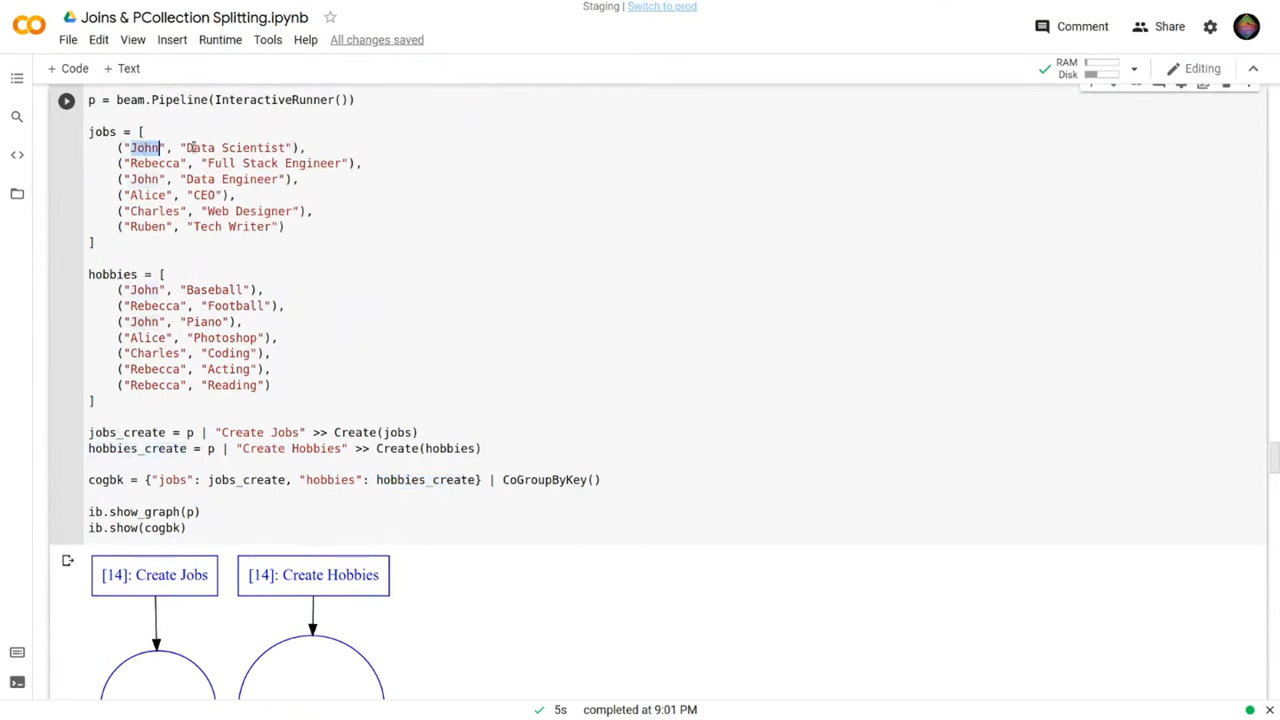 Staging | Switch to prod
Joins & PCollection Splitting.ipynb
Comment
Share
File Edit View Insert Runtime Tools Help All changes saved
+ Code + Text
RAM
Disk
Editing
p = beam.Pipeline(InteractiveRunner())
jobs = [
("John", "Data Scientist"),
("Rebecca", "Full Stack Engineer"),
("John", "Data Engineer"),
("Alice", "CEO"),
("Charles", "Web Designer"),
("Ruben", "Tech Writer")
]
hobbies = [
("John", "Baseball"),
("Rebecca", "Football"),
("John", "Piano"),
("Alice", "Photoshop"),
("Charles", "Coding"),
("Rebecca", "Acting"),
("Rebecca", "Reading")
]
jobs_create = p | "Create Jobs" >> Create(jobs)
hobbies_create = p | "Create Hobbies" >> Create(hobbies)
cogbk = {"jobs": jobs_create, "hobbies": hobbies_create} | CoGroupByKey()
ib.show_graph(p)
ib.show(cogbk)
[14]: Create Jobs
[14]: Create Hobbies
5s completed at 9:01 PM